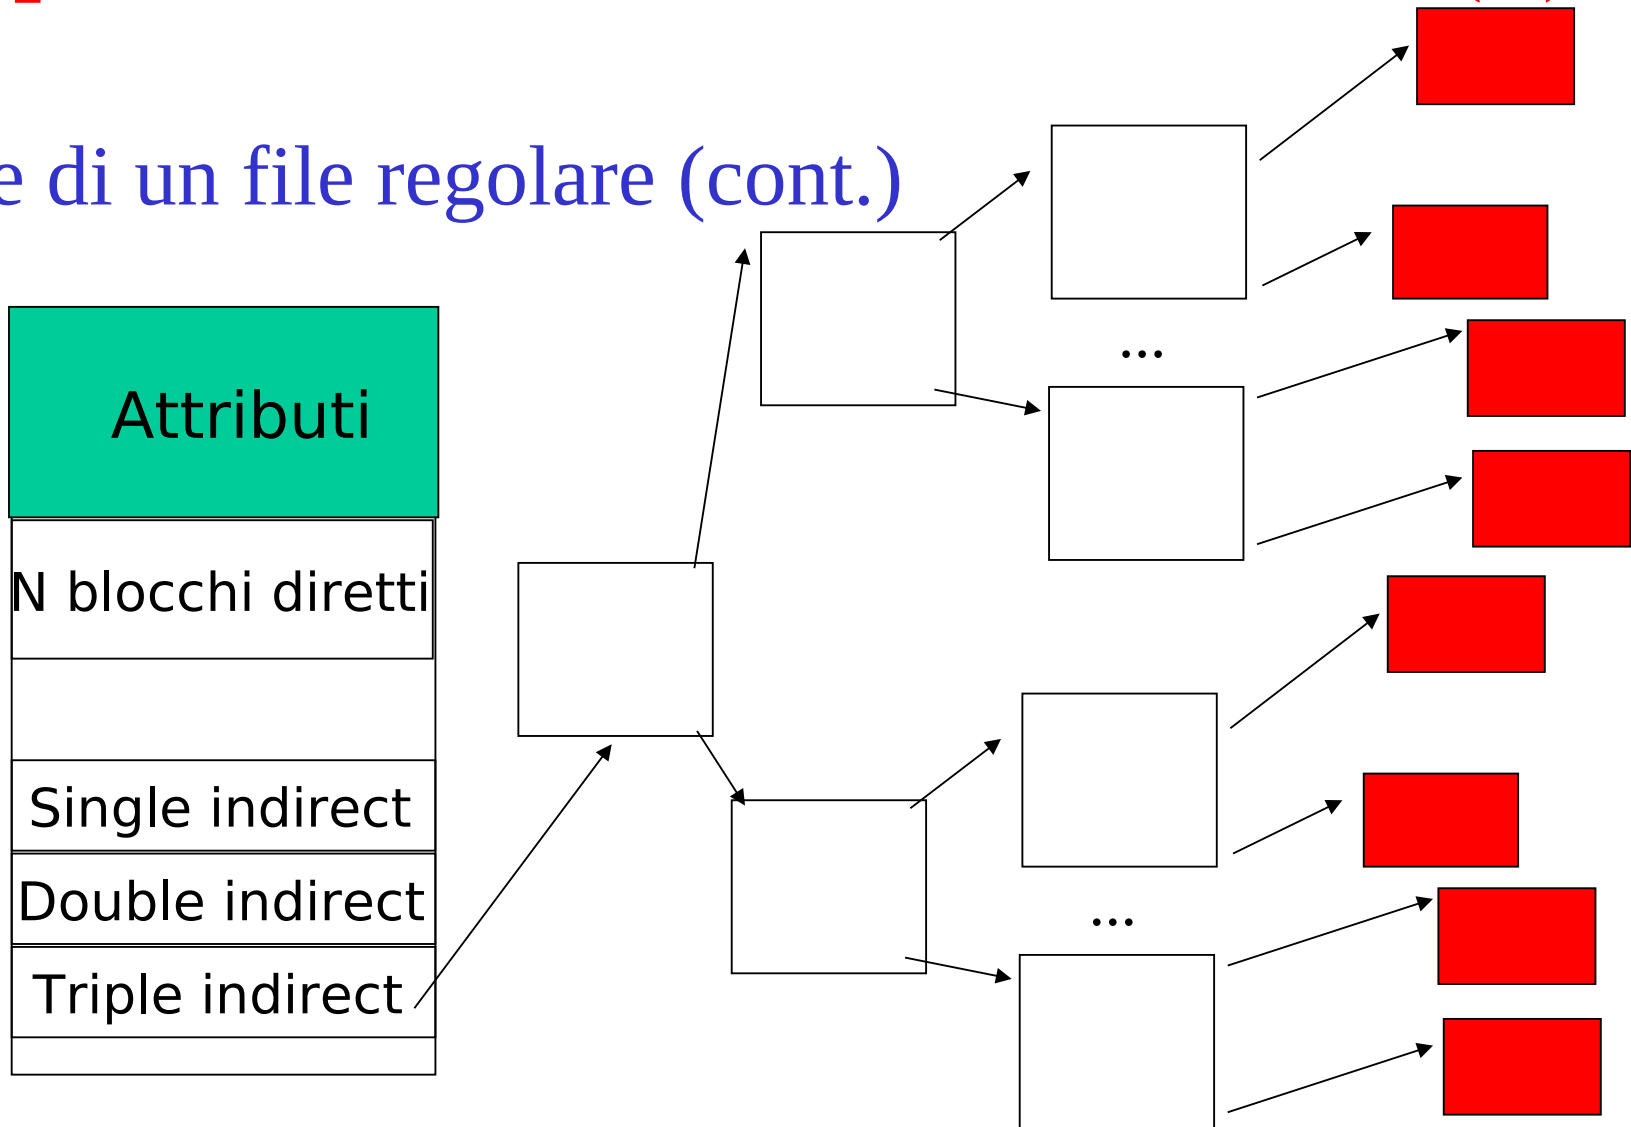 e di un file regolare (cont.)
...
Attributi
N blocchi diretti
Single indirect
Double indirect
...
Triple indirect